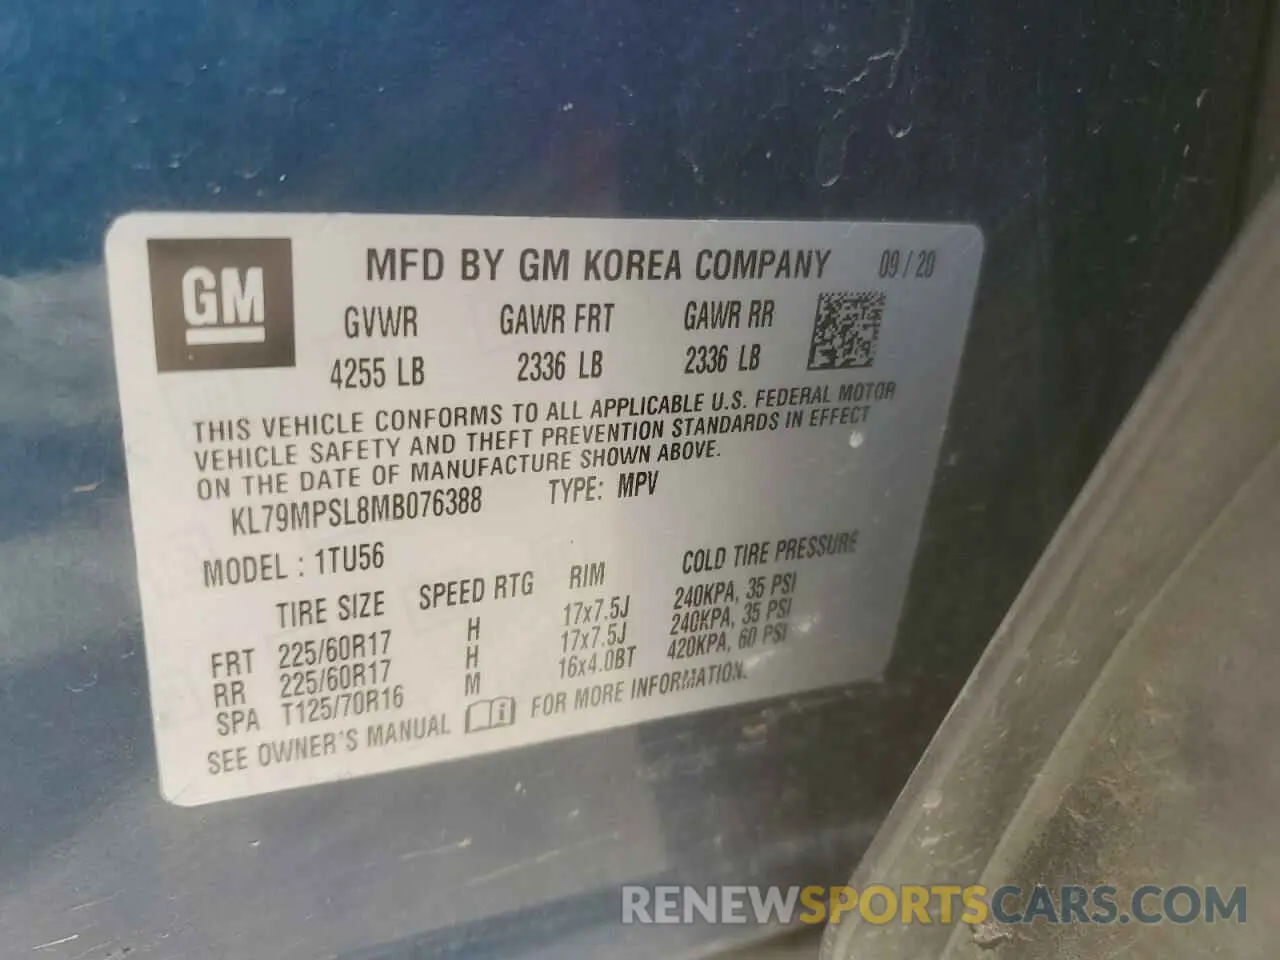 GM
MFD BY GM KOREA COMPANY 09/20
GVWR GAWR FRT GAWR RR
4255 LB 2336 LB 2336 LB
THIS VEHICLE CONFORMS TO ALL APPLICABLE U.S. FEDERAL MOTOR
VEHICLE SAFETY AND THEFT PREVENTION STANDARDS IN EFFECT
ON THE DATE OF MANUFACTURE SHOWN ABOVE.
KL79MPSL8MB076388 TYPE: MPV
MODEL : 1TU56
TIRE SIZE SPEED RTG RIM COLD TIRE PRESSURE
FRT 225/60R17 H 17x7.5J 240KPA, 35 PSI
RR 225/60R17 H 17x7.5J 240KPA, 35 PSI
SPA T125/70R16 M 16x4.0BT 420KPA, 60 PSI
SEE OWNER'S MANUAL FOR MORE INFORMATION.
RENEWSPORTSCARS.COM